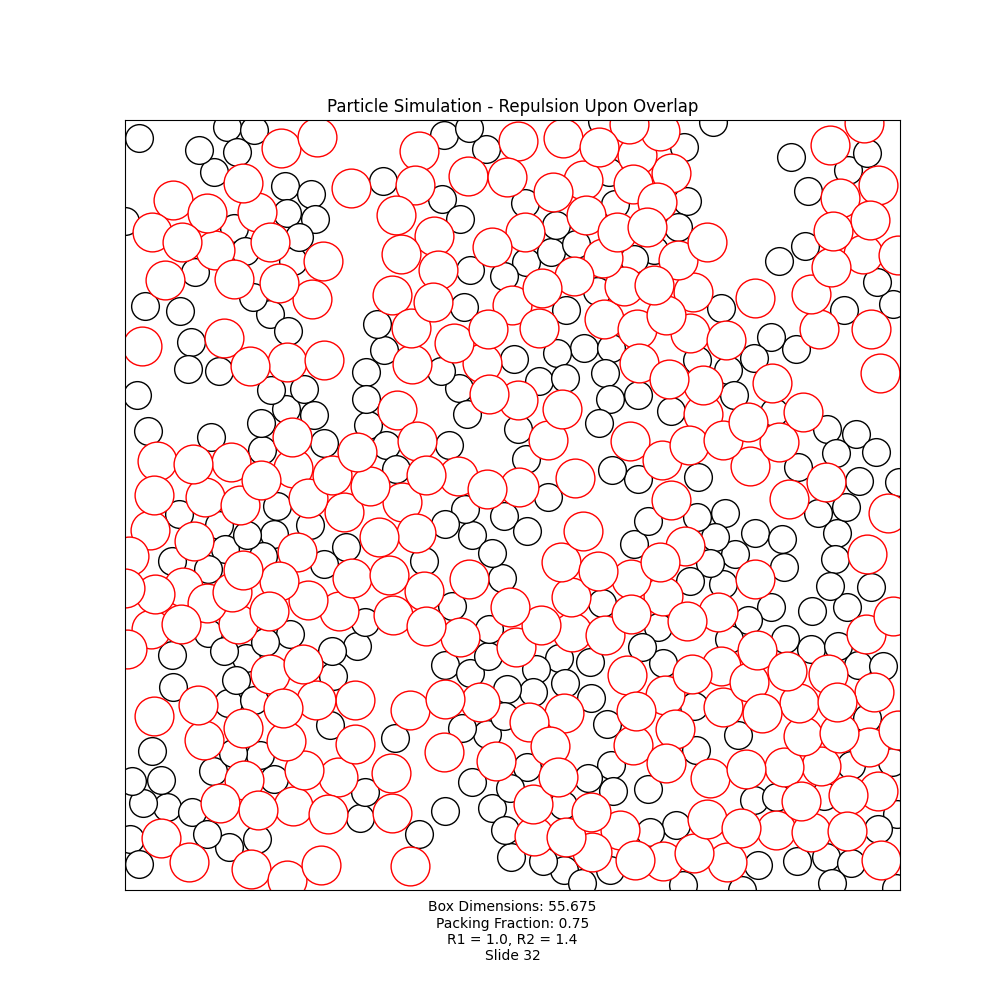 Particle Simulation - Repulsion Upon Overlap
Box Dimensions: 55.675
Packing Fraction: 0.75
R1 = 1.0, R2 = 1.4
Slide 32